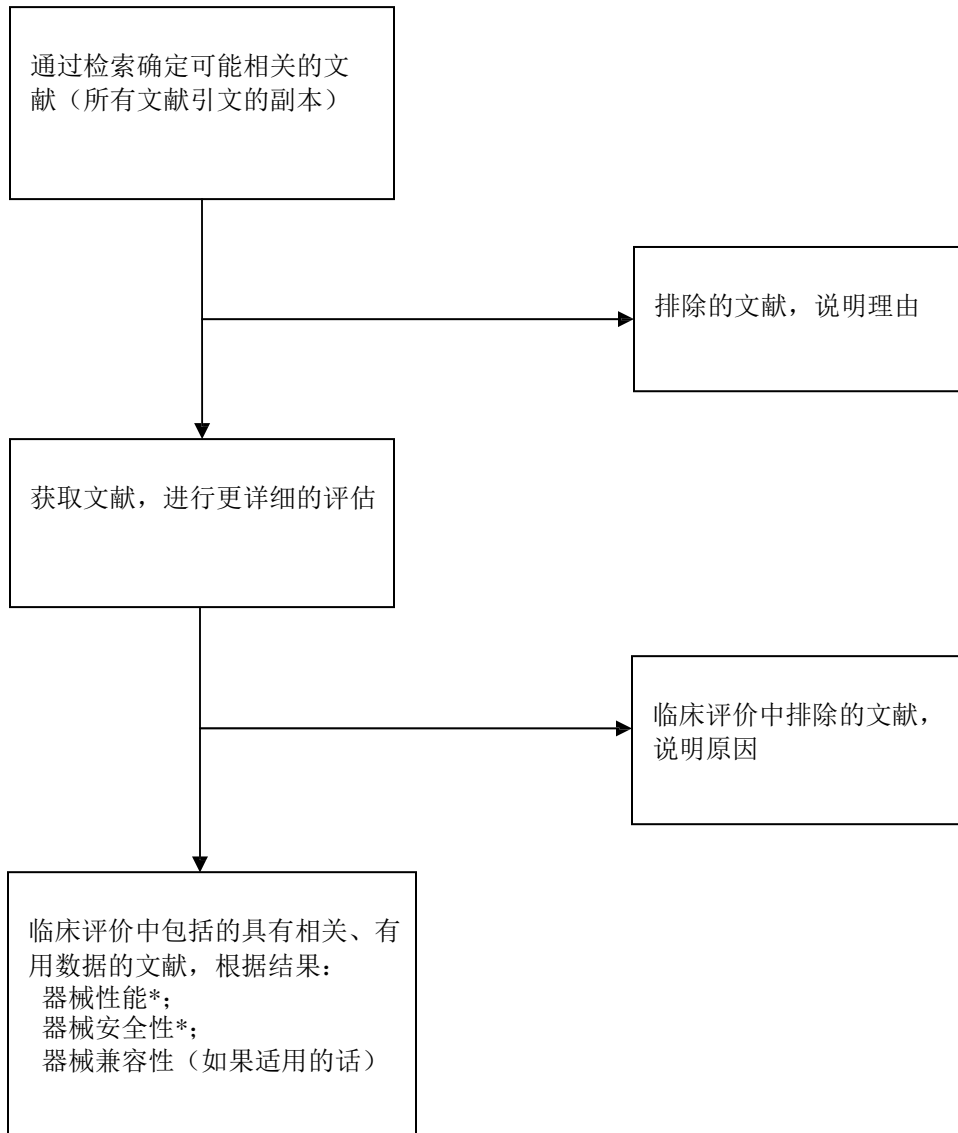 通过检索确定可能相关的文
献（所有文献引文的副本）
排除的文献，说明理由
获取文献，进行更详细的评估
临床评价中排除的文献，
说明原因
临床评价中包括的具有相关、有
用数据的文献，根据结果：
器械性能*；
器械安全性*；
器械兼容性（如果适用的话）